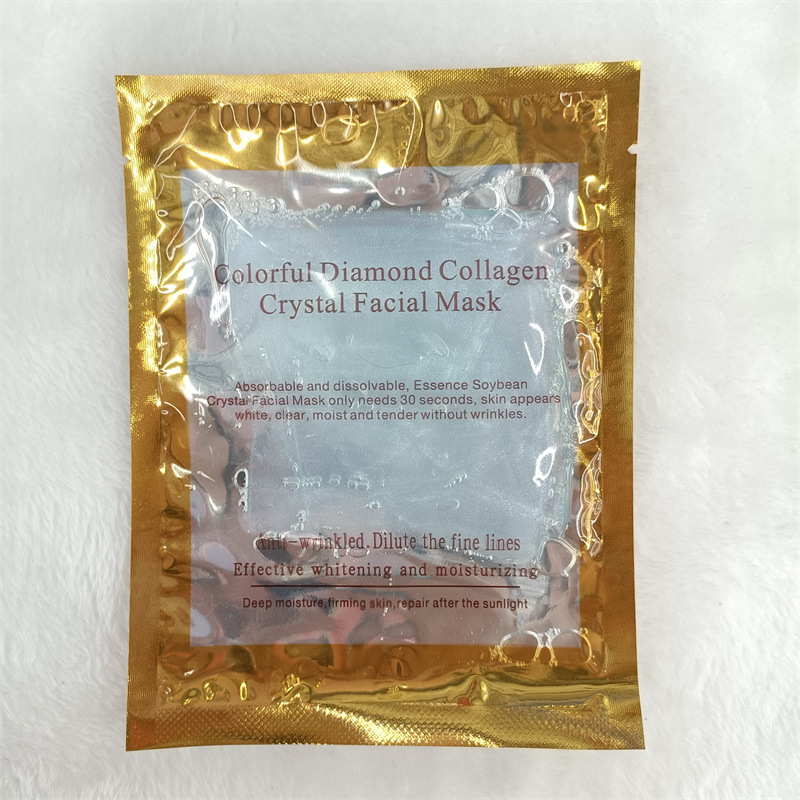 Colorful Diamond Collagen
Crystal Facial Mask
Absorbable and dissolvable, Essence Soybean
Crystal Facial Mask only needs 30 seconds, skin appears
white, clear, moist and tender without wrinkles.
Anti-wrinkled.Dilute the fine lines
Effective whitening and moisturizing
Deep moisture,firming skin,repair after the sunlight